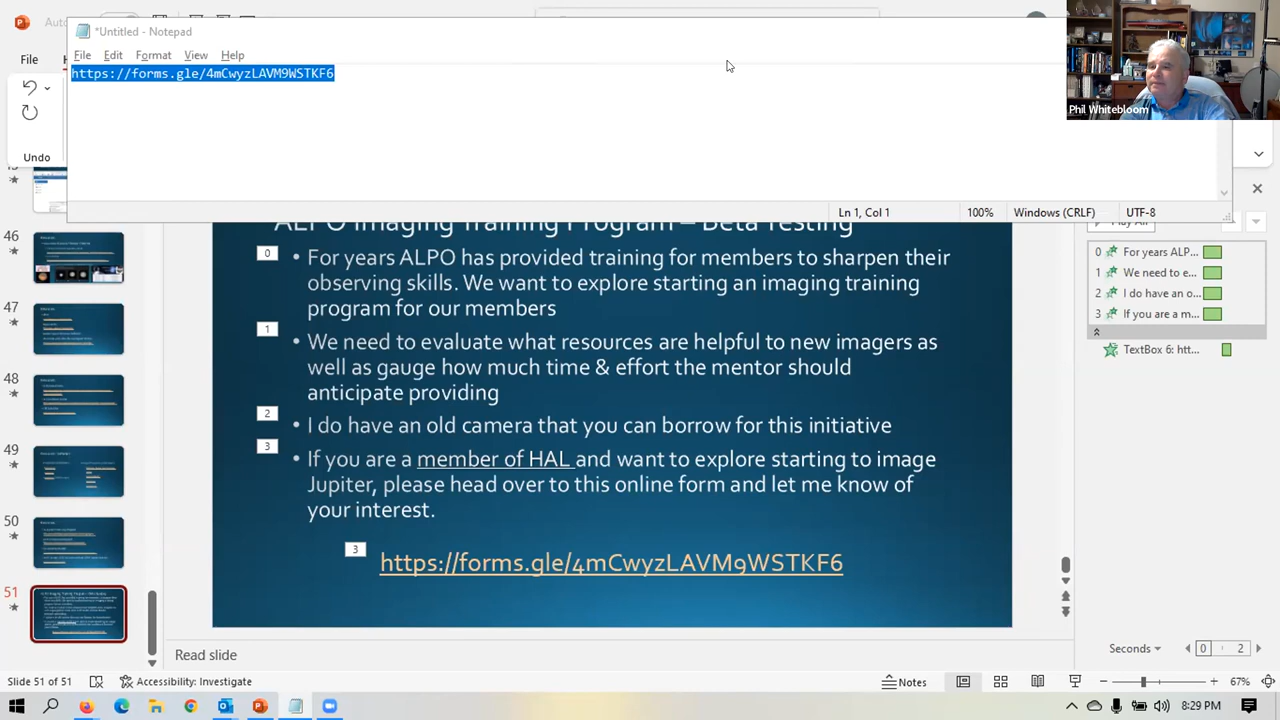 *Untitled - Notepad
File Edit Format View Help
https://forms.gle/4mCwyzLAVM9WSTKF6
Ln 1, Col 1 100% Windows (CRLF) UTF-8
Phil Whitebloom
File
Undo
46
47
48
49
50
51
ALPO Imaging Training Program – Beta Testing
0
• For years ALPO has provided training for members to sharpen their
observing skills. We want to explore starting an imaging training
program for our members
1
• We need to evaluate what resources are helpful to new imagers as
well as gauge how much time & effort the mentor should
anticipate providing
2
• I do have an old camera that you can borrow for this initiative
3
• If you are a member of HAL and want to explore starting to image
Jupiter, please head over to this online form and let me know of
your interest.
https://forms.gle/4mCwyzLAVM9WSTKF6
Play All
0 For years ALP...
1 We need to e...
2 I do have an o...
3 If you are a m...
TextBox 6: htt...
Seconds 0 2
Read slide
Slide 51 of 51 Accessibility: Investigate Notes 67%
8:29 PM